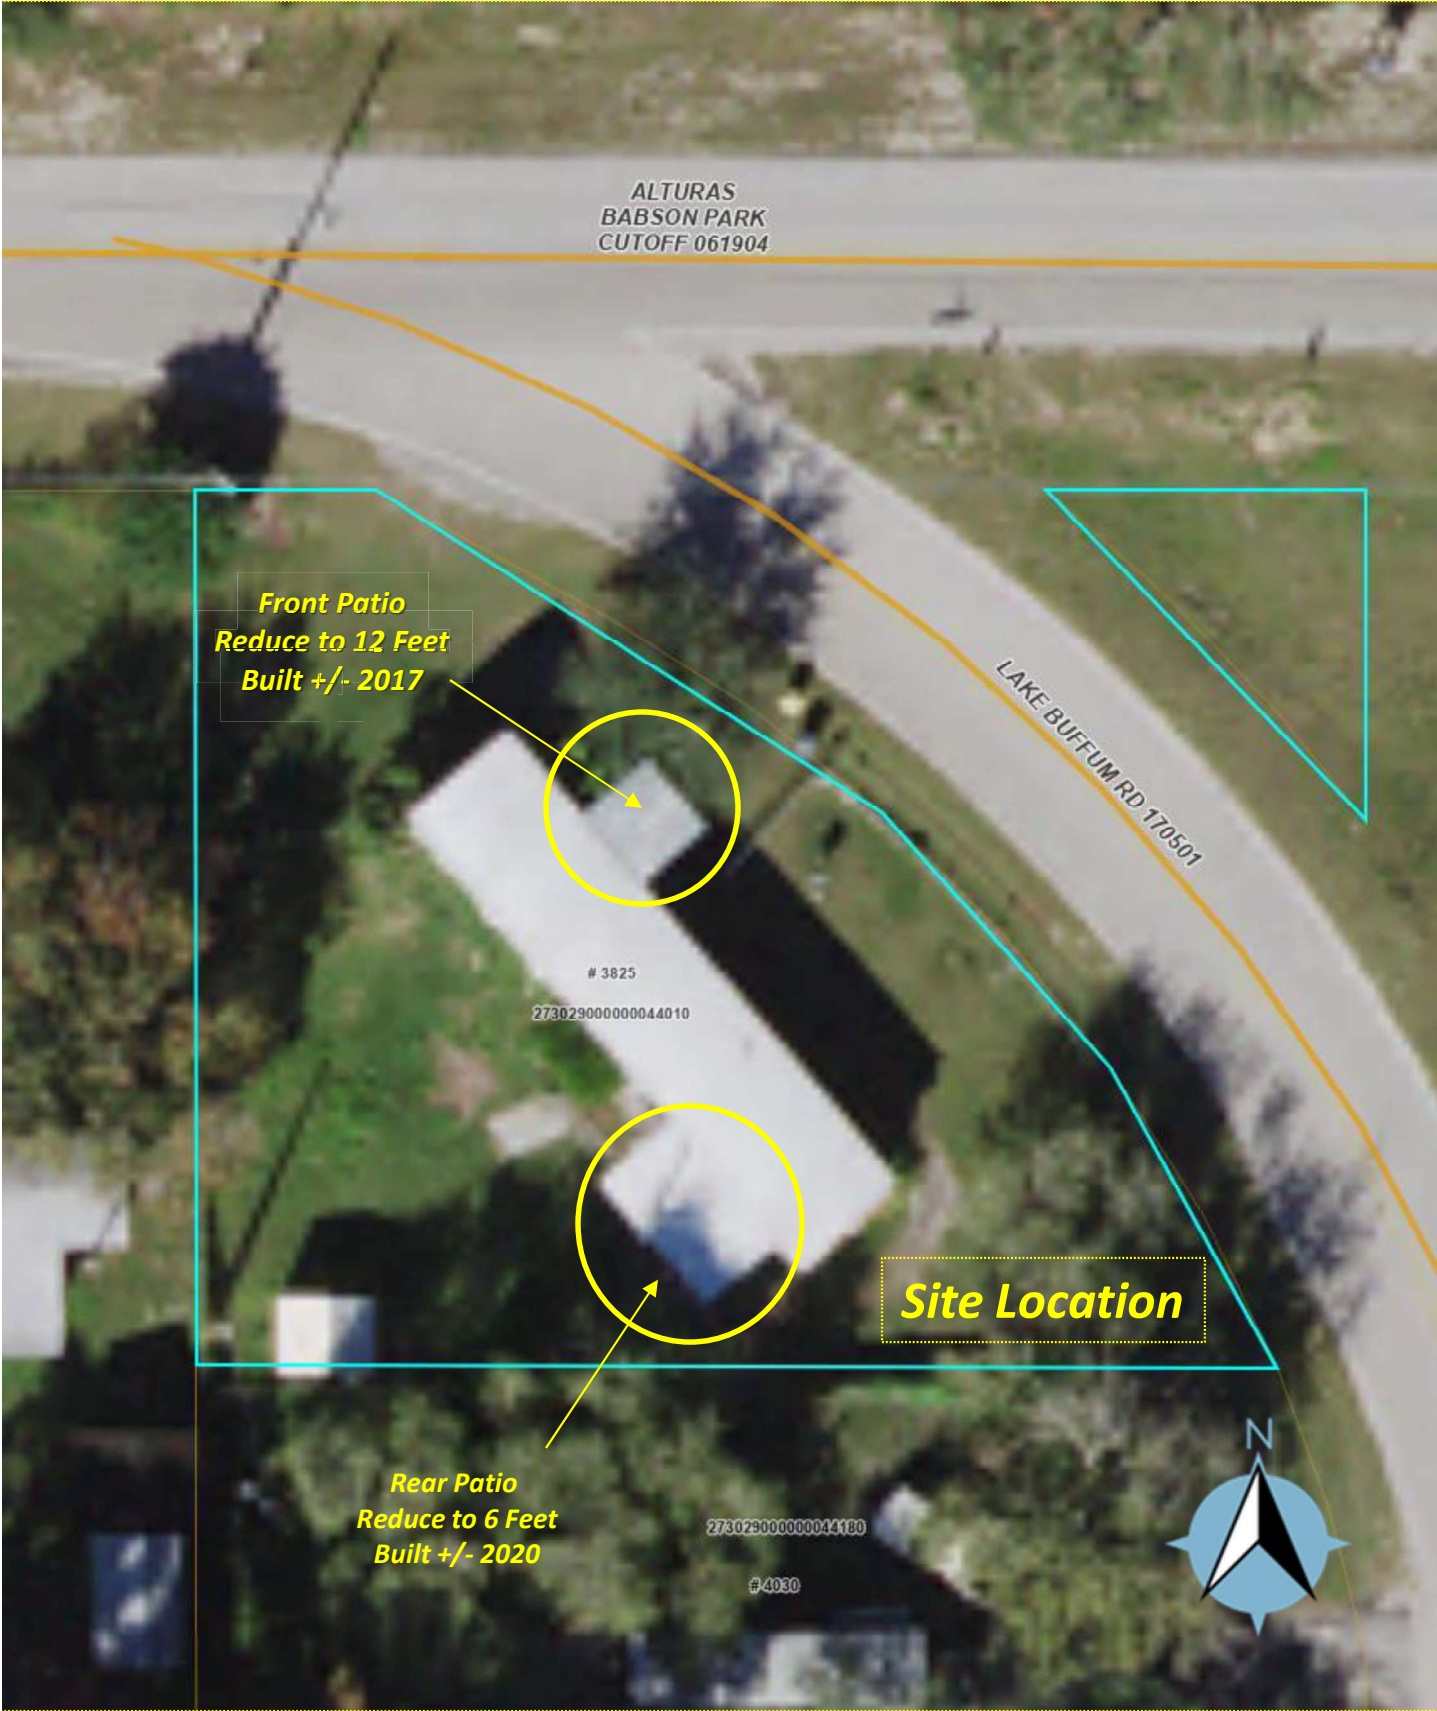 ALTURAS
BABSON PARK
CUTOFF 061904
Front Patio
Reduce to 12 Feet
Built +/- 2017
LAKE BUFFUM RD 170501
# 3825
273029000000044010
Site Location
Rear Patio
Reduce to 6 Feet
Built +/- 2020
273029000000044180
# 4030
N